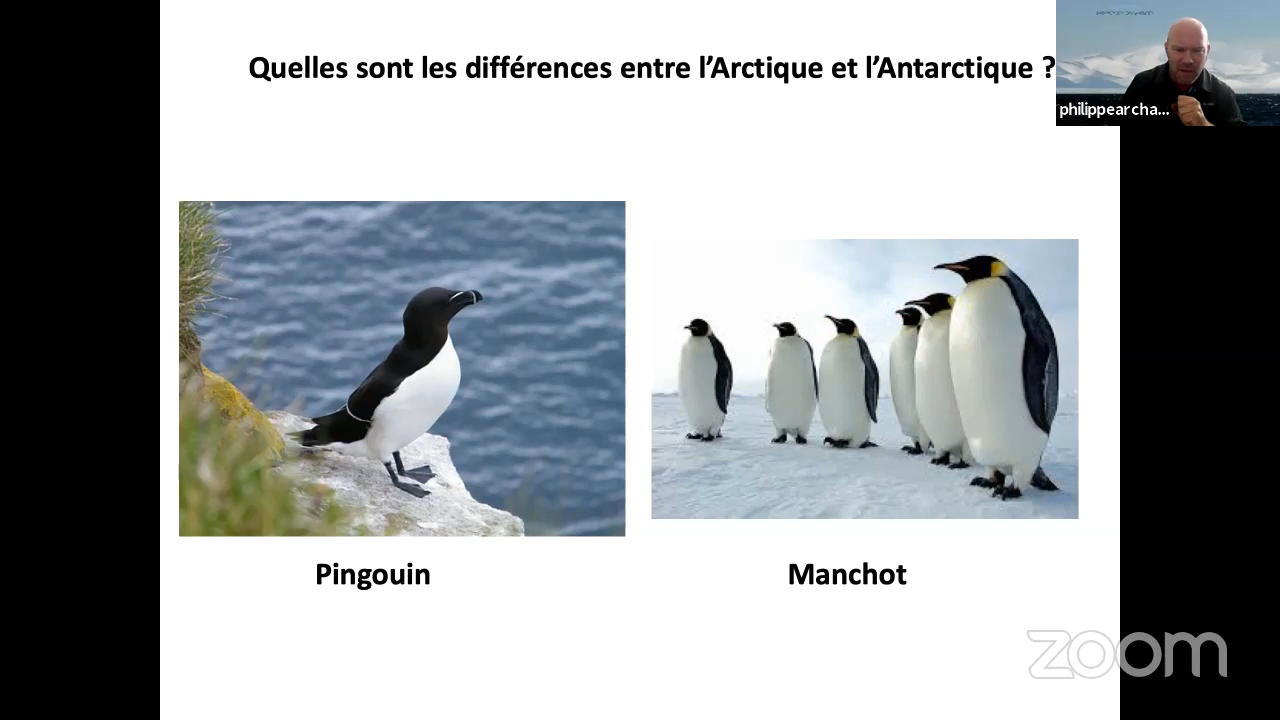 Quelles sont les différences entre l'Arctique et l'Antarctique ?
philippearcha...
Pingouin
Manchot
zoom